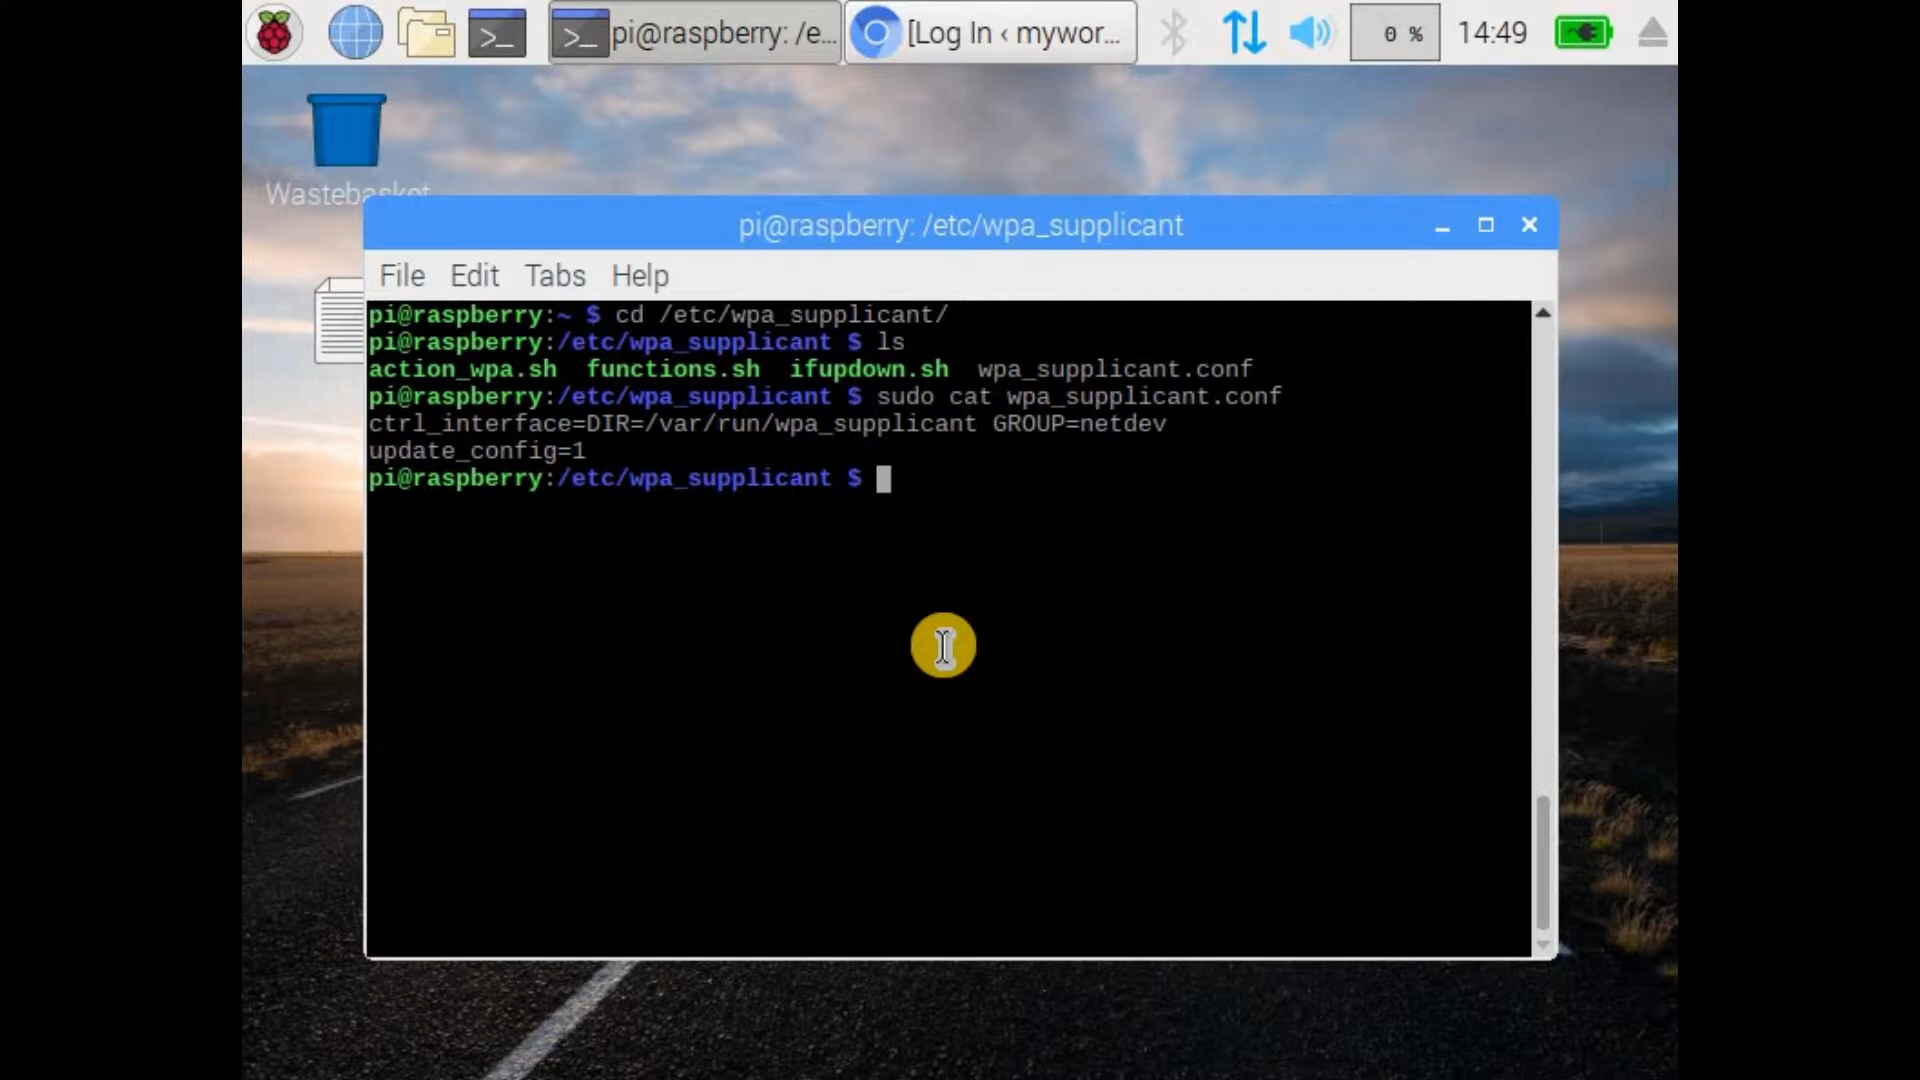 pi@raspberry: /e...
[Log In ‹ mywor...
0 %
14:49
Wastebasket
pi@raspberry: /etc/wpa_supplicant
File Edit Tabs Help
pi@raspberry:~ $ cd /etc/wpa_supplicant/
pi@raspberry:/etc/wpa_supplicant $ ls
action_wpa.sh functions.sh ifupdown.sh wpa_supplicant.conf
pi@raspberry:/etc/wpa_supplicant $ sudo cat wpa_supplicant.conf
ctrl_interface=DIR=/var/run/wpa_supplicant GROUP=netdev
update_config=1
pi@raspberry:/etc/wpa_supplicant $